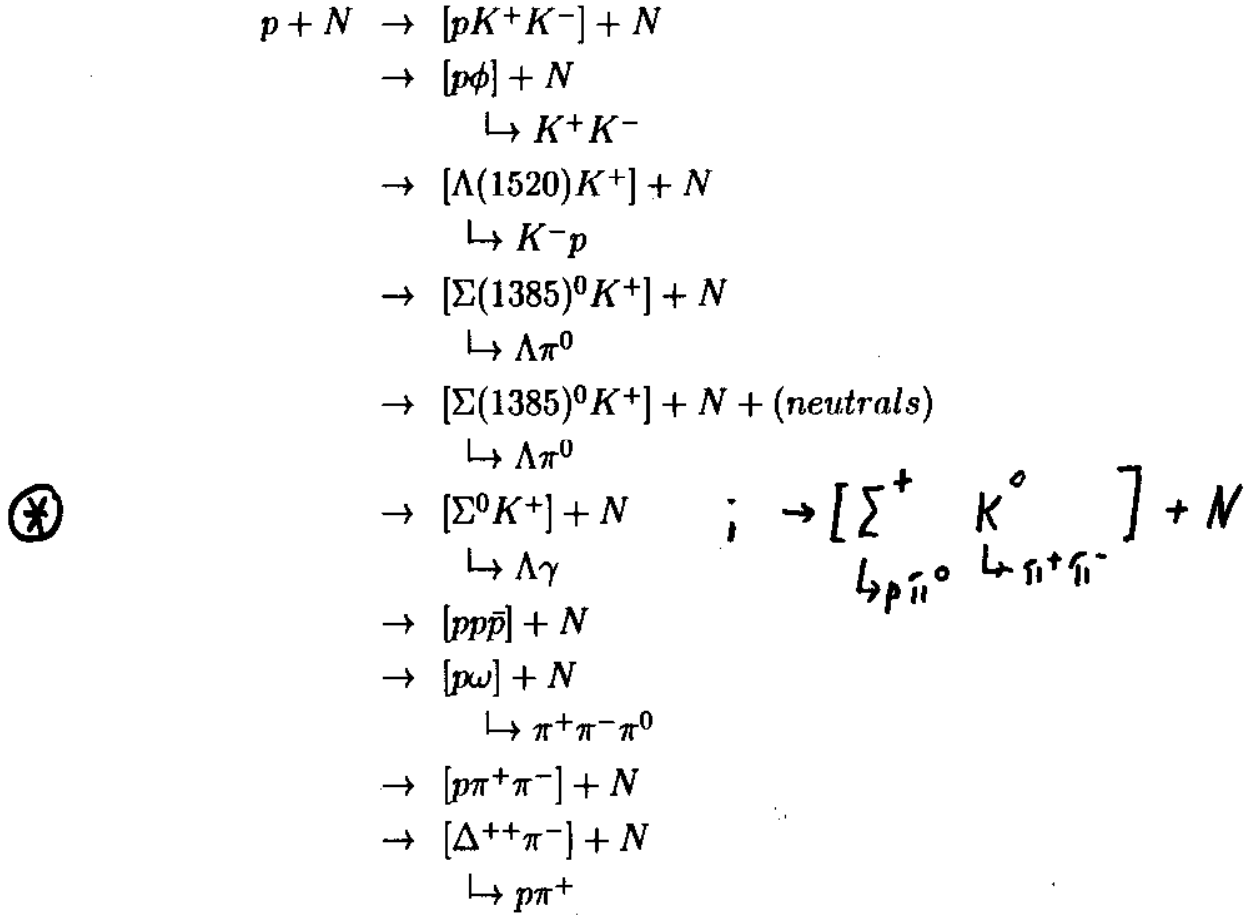 p + N → [pK⁺K⁻] + N
→ [pϕ] + N
↳ K⁺K⁻
→ [Λ(1520)K⁺] + N
↳ K⁻p
→ [Σ(1385)⁰K⁺] + N
↳ Λπ⁰
→ [Σ(1385)⁰K⁺] + N + (neutrals)
↳ Λπ⁰
⊛ → [Σ⁰K⁺] + N ; → [Σ⁺ K⁰] + N
↳ Λγ ↳ pπ⁰ ↳ π⁺π⁻
→ [ppp̄] + N
→ [pω] + N
↳ π⁺π⁻π⁰
→ [pπ⁺π⁻] + N
→ [Δ⁺⁺π⁻] + N
↳ pπ⁺